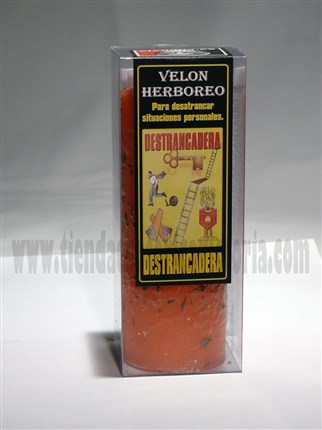 VELON
HERBOREO
Para desatrancar
situaciones personales.
DESTRANCADERA
DESTRANCADERA